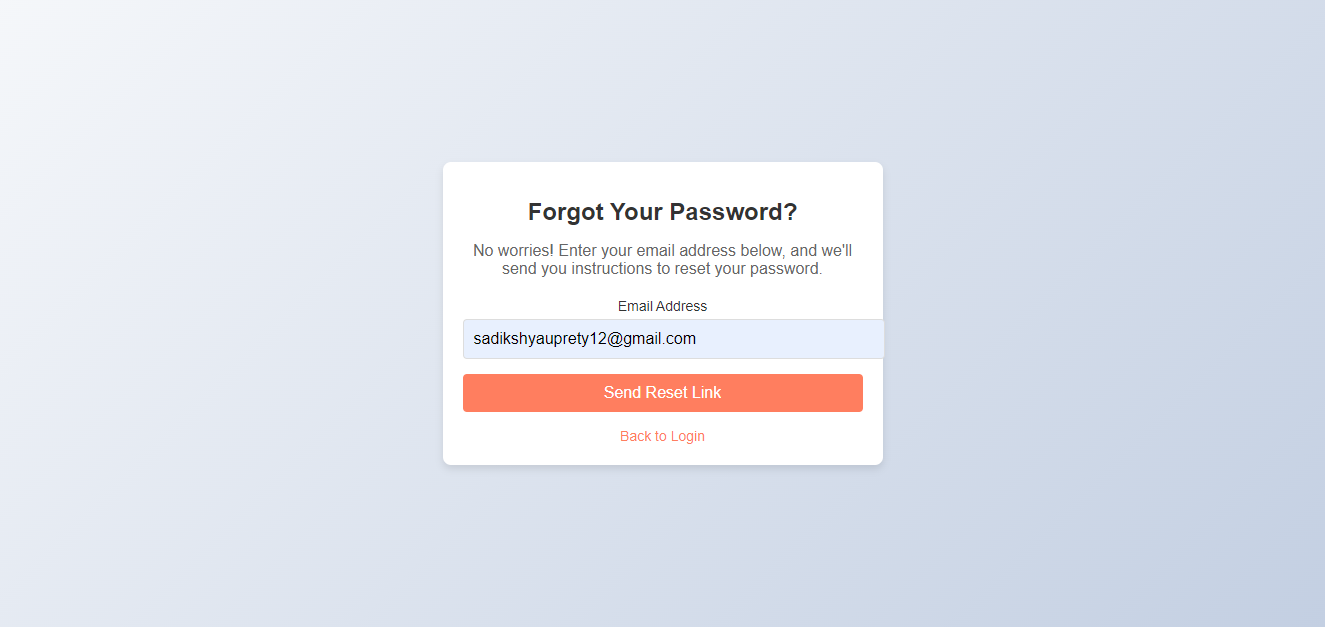 Forgot Your Password?
No worries! Enter your email address below, and we'll
send you instructions to reset your password.
Email Address
sadikshyauprety12@gmail.com
Send Reset Link
Back to Login